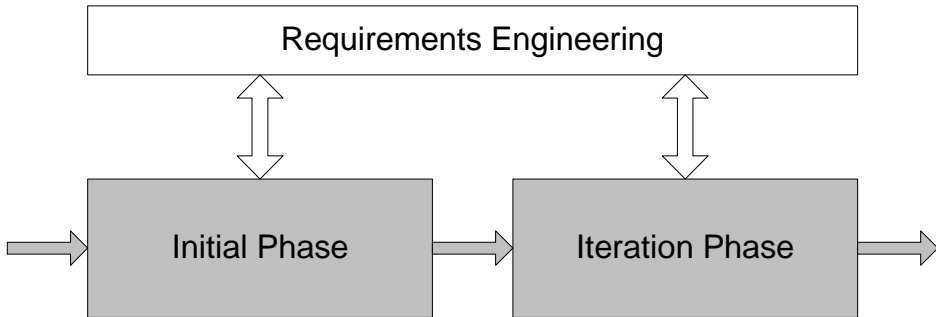 Requirements Engineering
Initial Phase
Iteration Phase